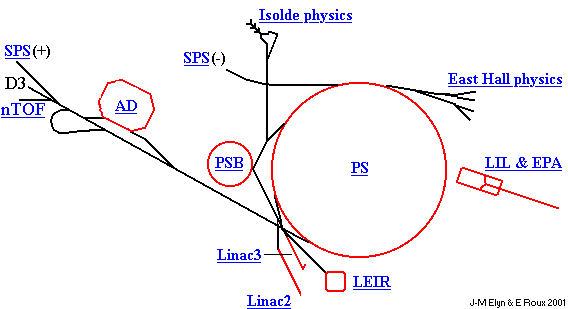 Isolde physics
SPS(+)
SPS(-)
D3
East Hall physics
nTOF
AD
PSB
PS
LIL & EPA
Linac3
LEIR
Linac2
J-M Elyn & E Roux 2001